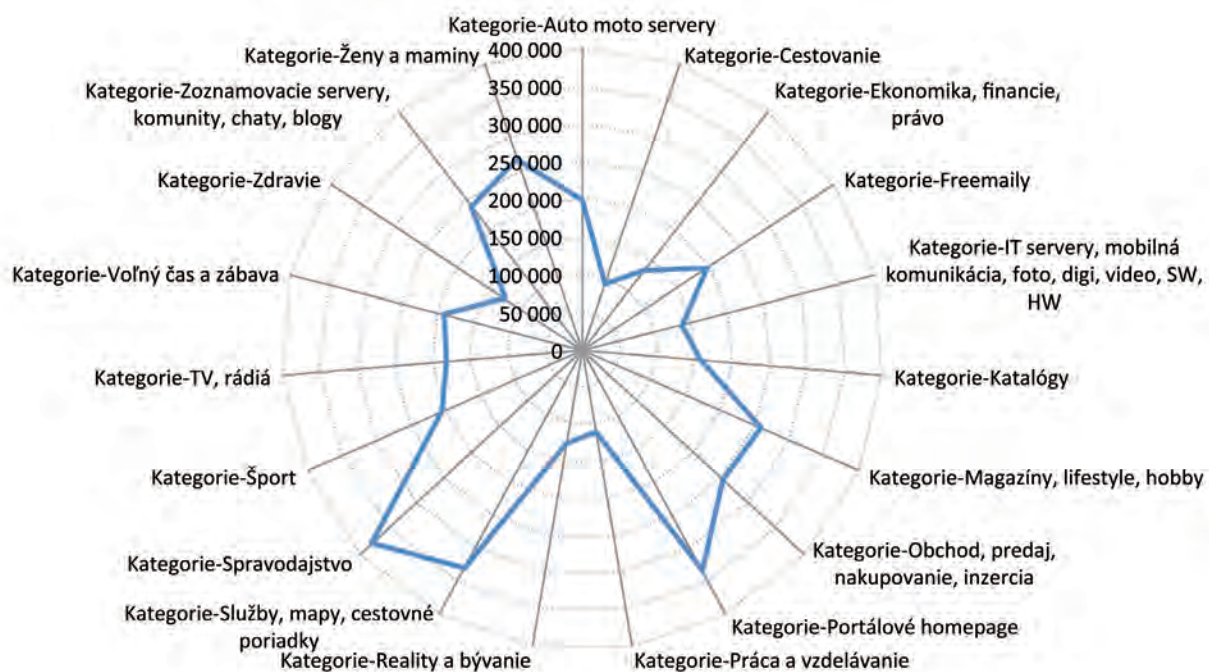 Kategorie-Auto moto servery
400 000
350 000
300 000
250 000
200 000
150 000
100 000
50 000
0
Kategorie-Cestovanie
Kategorie-Ekonomika, financie,
právo
Kategorie-Freemaily
Kategorie-IT servery, mobilná
komunikácia, foto, digi, video, SW,
HW
Kategorie-Katalógy
Kategorie-Magazíny, lifestyle, hobby
Kategorie-Obchod, predaj,
nakupovanie, inzercia
Kategorie-Portálové homepage
Kategorie-Práca a vzdelávanie
Kategorie-Reality a bývanie
Kategorie-Služby, mapy, cestovné
poriadky
Kategorie-Spravodajstvo
Kategorie-Šport
Kategorie-TV, rádiá
Kategorie-Voľný čas a zábava
Kategorie-Zdravie
Kategorie-Zoznamovacie servery,
komunity, chaty, blogy
Kategorie-Ženy a maminy